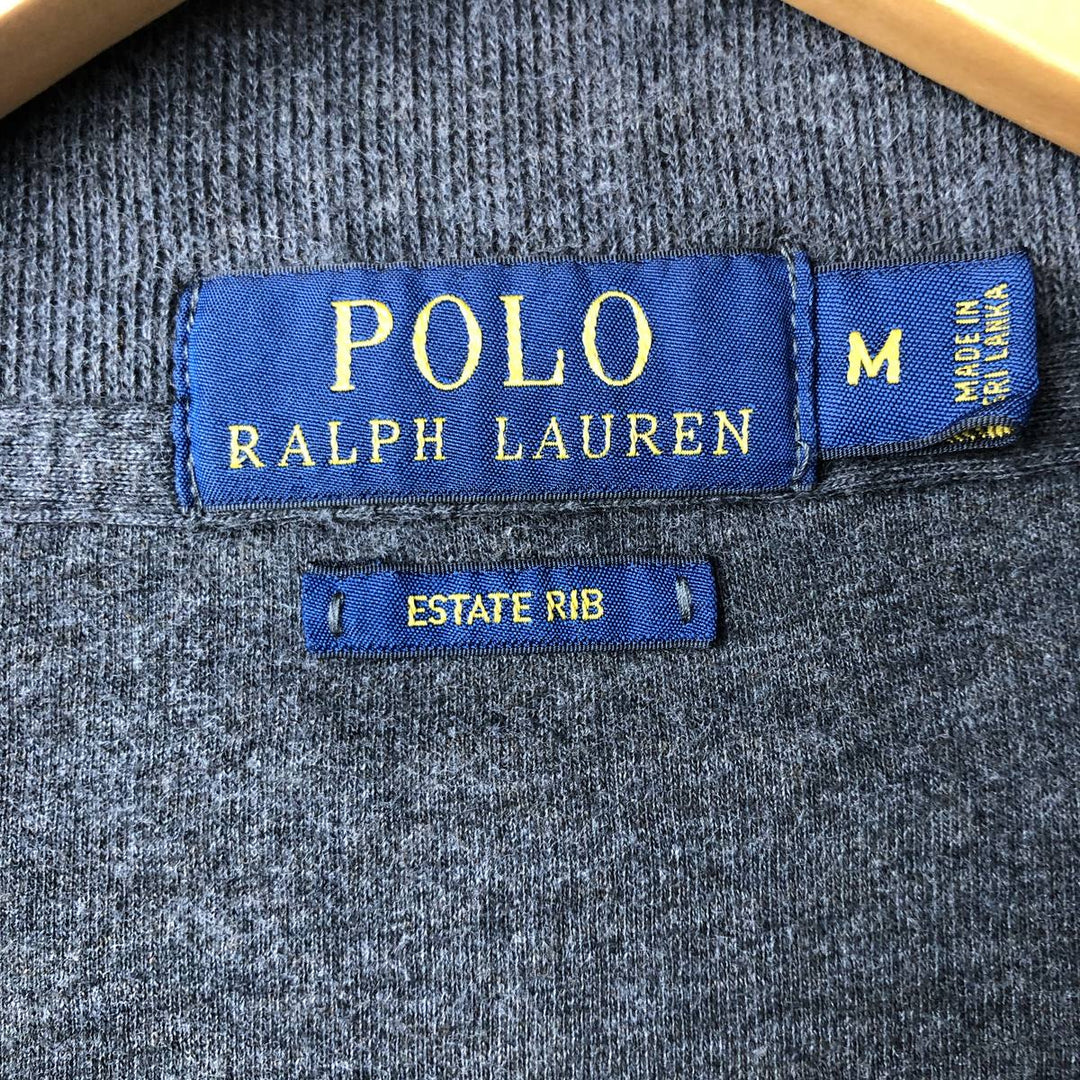 POLO
RALPH LAUREN
M
MADE IN
SRI LANKA
ESTATE RIB